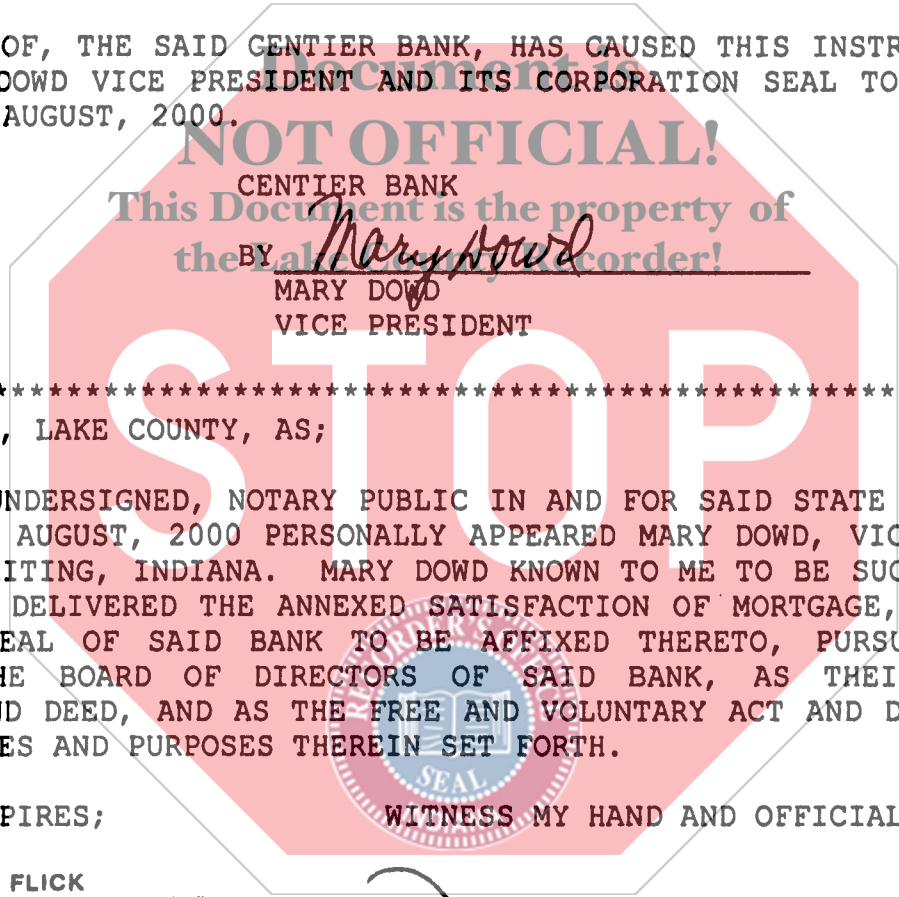 OF, THE SAID CENTIER BANK, HAS CAUSED THIS INSTR
DOWD VICE PRESIDENT AND ITS CORPORATION SEAL TO
AUGUST, 2000.
Document is
NOT OFFICIAL!
This Document is the property of
the Lake County Recorder!
CENTIER BANK
BY Mary Dowd
MARY DOWD
VICE PRESIDENT
STOP
*************************************************
, LAKE COUNTY, AS;
UNDERSIGNED, NOTARY PUBLIC IN AND FOR SAID STATE
AUGUST, 2000 PERSONALLY APPEARED MARY DOWD, VIC
ITING, INDIANA. MARY DOWD KNOWN TO ME TO BE SUC
DELIVERED THE ANNEXED SATISFACTION OF MORTGAGE,
EAL OF SAID BANK TO BE AFFIXED THERETO, PURSU
HE BOARD OF DIRECTORS OF SAID BANK, AS THEI
ND DEED, AND AS THE FREE AND VOLUNTARY ACT AND D
ES AND PURPOSES THEREIN SET FORTH.
RECORDER'S OFFICE
SEAL
PIRES; WITNESS MY HAND AND OFFICIAL
FLICK